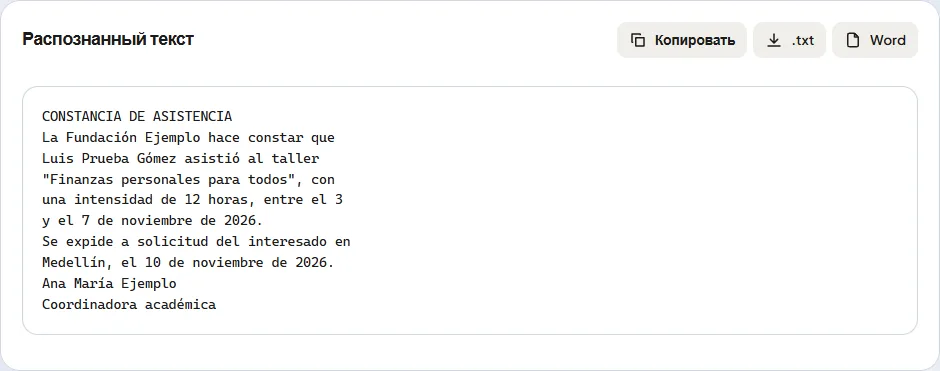 Распознанный текст
Копировать
.txt
Word
CONSTANCIA DE ASISTENCIA
La Fundación Ejemplo hace constar que
Luis Prueba Gómez asistió al taller
"Finanzas personales para todos", con
una intensidad de 12 horas, entre el 3
y el 7 de noviembre de 2026.
Se expide a solicitud del interesado en
Medellín, el 10 de noviembre de 2026.
Ana María Ejemplo
Coordinadora académica